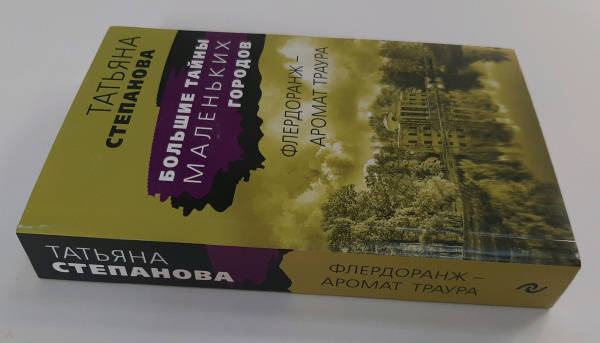 ТАТЬЯНА
СТЕПАНОВА
БОЛЬШИЕ ТАЙНЫ
МАЛЕНЬКИХ
ГОРОДОВ
ФЛЕРДОРАНЖ –
АРОМАТ ТРАУРА
ТАТЬЯНА
СТЕПАНОВА
ФЛЕРДОРАНЖ –
АРОМАТ ТРАУРА